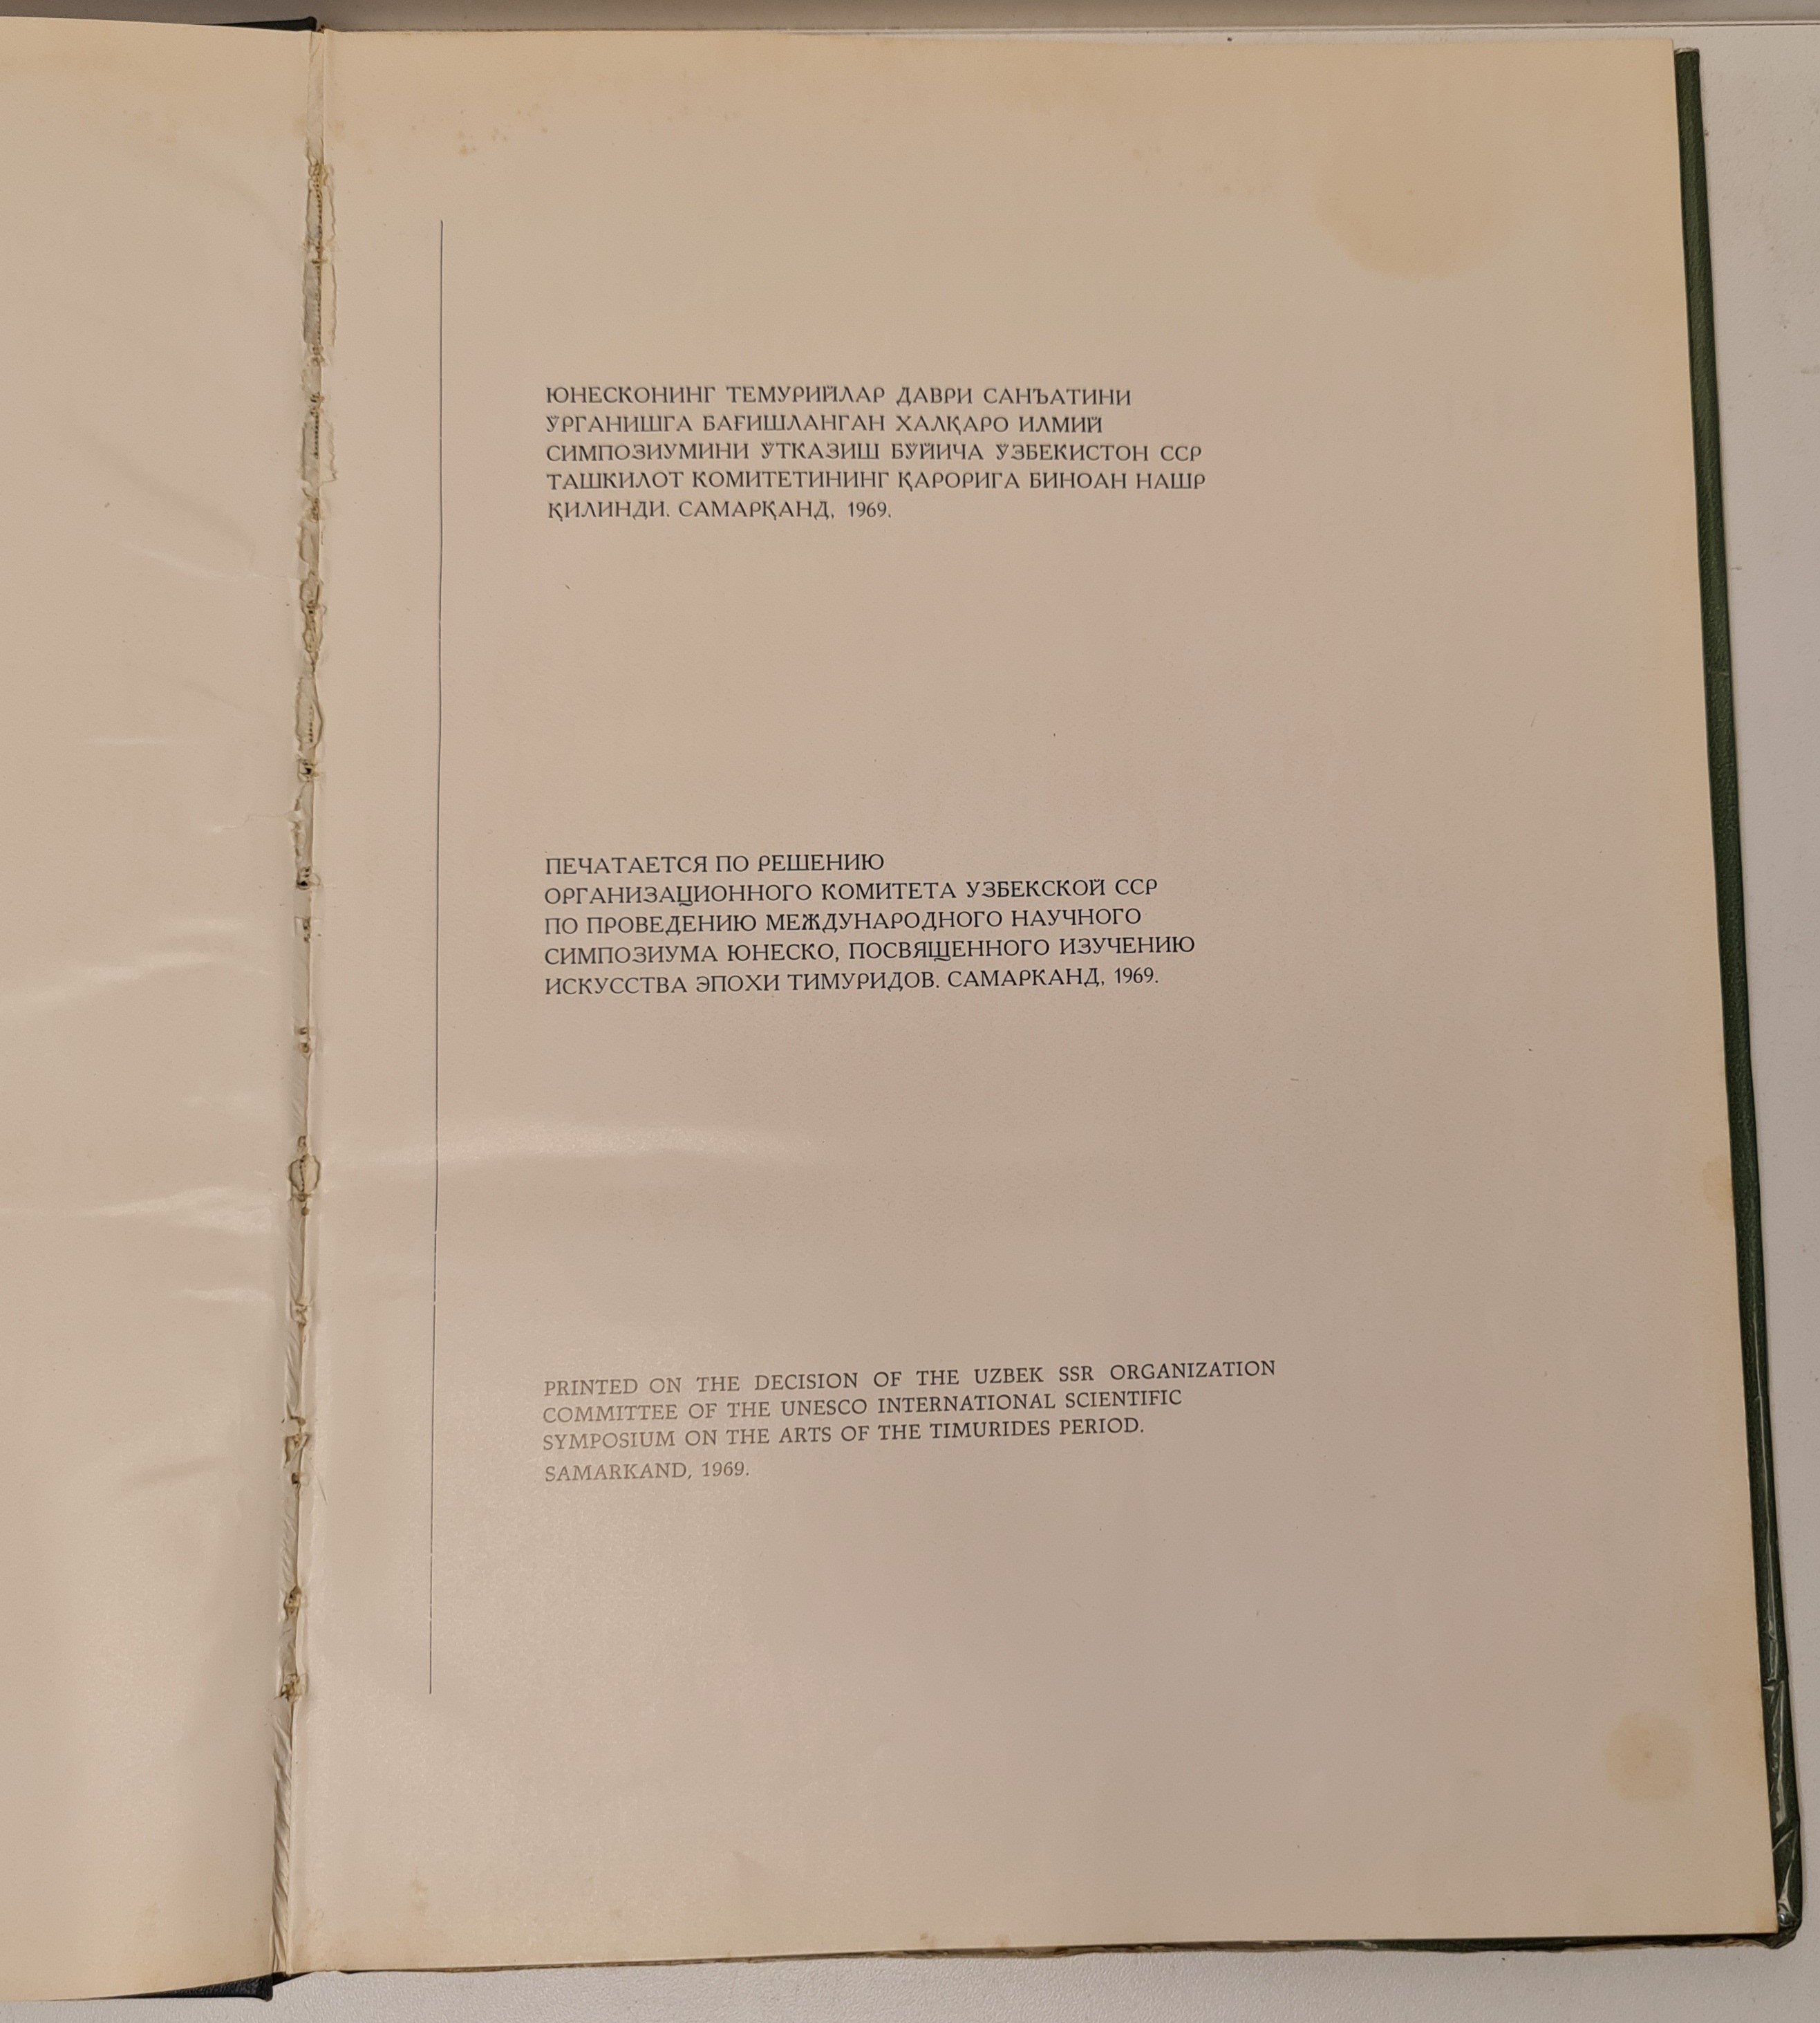 ЮНЕСКОНИНГ ТЕМУРИЙЛАР ДАВРИ САНЪАТИНИ
ЎРГАНИШГА БАҒИШЛАНГАН ХАЛҚАРО ИЛМИЙ
СИМПОЗИУМИНИ ЎТКАЗИШ БЎЙИЧА ЎЗБЕКИСТОН ССР
ТАШКИЛОТ КОМИТЕТИНИНГ ҚАРОРИГА БИНОАН НАШР
ҚИЛИНДИ. САМАРҚАНД, 1969.
ПЕЧАТАЕТСЯ ПО РЕШЕНИЮ
ОРГАНИЗАЦИОННОГО КОМИТЕТА УЗБЕКСКОЙ ССР
ПО ПРОВЕДЕНИЮ МЕЖДУНАРОДНОГО НАУЧНОГО
СИМПОЗИУМА ЮНЕСКО, ПОСВЯЩЕННОГО ИЗУЧЕНИЮ
ИСКУССТВА ЭПОХИ ТИМУРИДОВ. САМАРКАНД, 1969.
PRINTED ON THE DECISION OF THE UZBEK SSR ORGANIZATION
COMMITTEE OF THE UNESCO INTERNATIONAL SCIENTIFIC
SYMPOSIUM ON THE ARTS OF THE TIMURIDES PERIOD.
SAMARKAND, 1969.